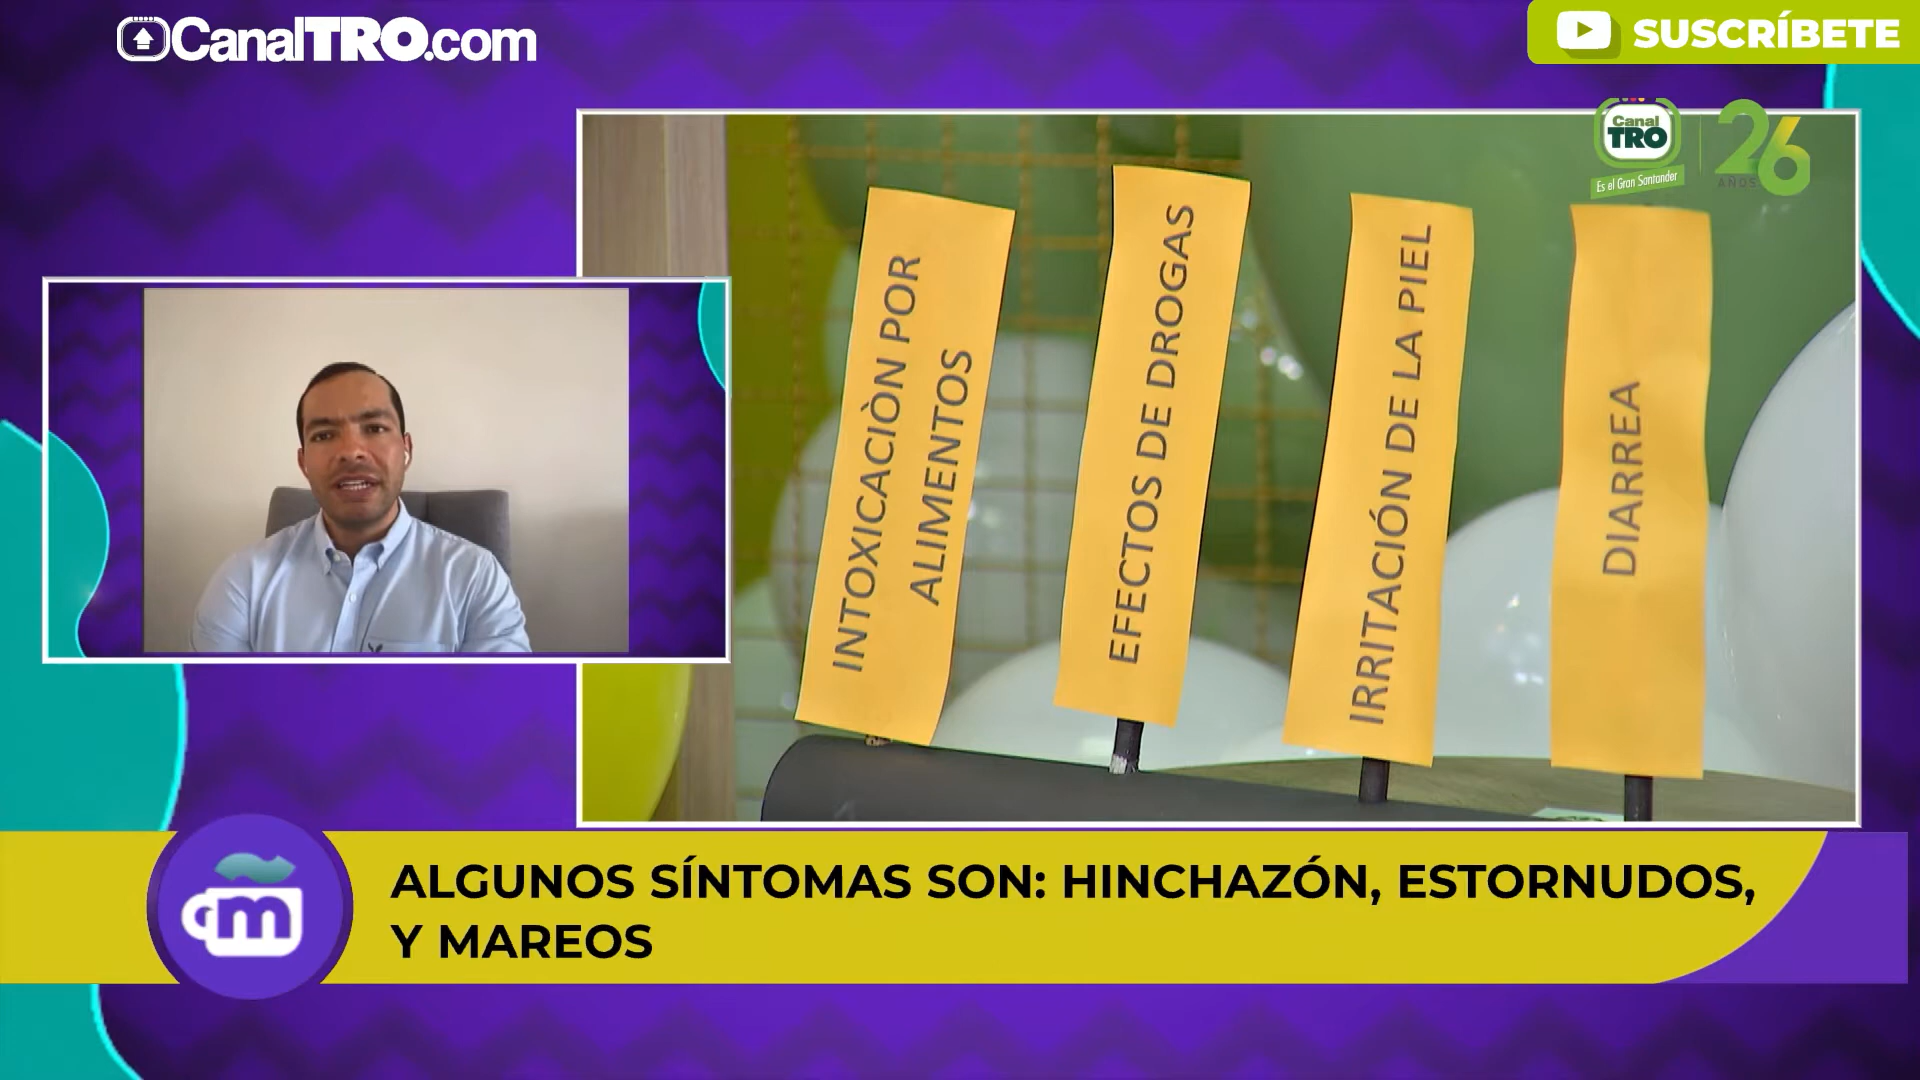 CanalTRO.com
SUSCRÍBETE
Canal
TRO
Es el Gran Santander
26
AÑOS
INTOXICACIÒN POR
ALIMENTOS
EFECTOS DE DROGAS
IRRITACIÓN DE LA PIEL
DIARREA
m
ALGUNOS SÍNTOMAS SON: HINCHAZÓN, ESTORNUDOS,
Y MAREOS